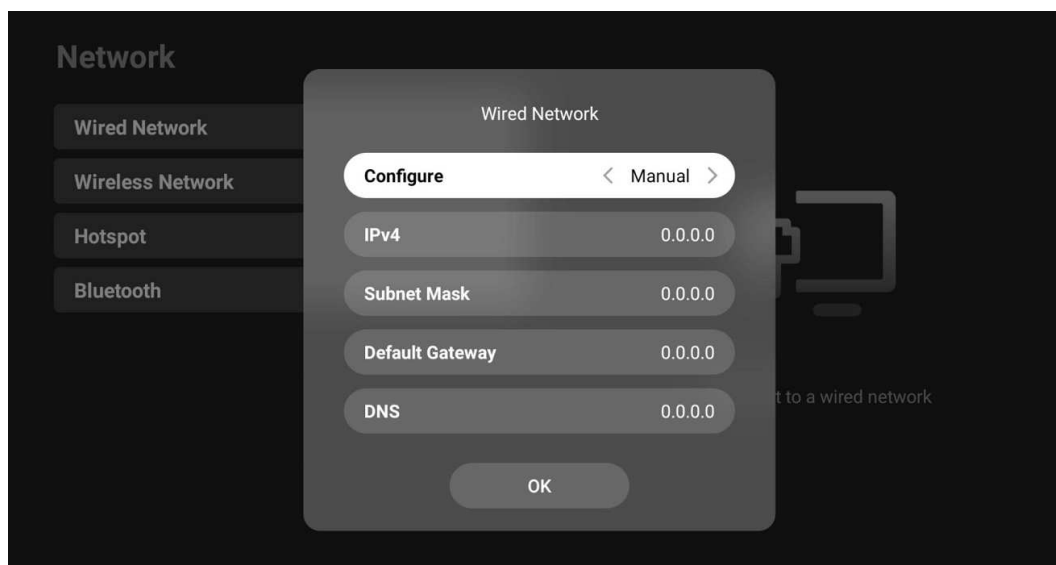 Network
Wired Network
Wireless Network
Hotspot
Bluetooth
Wired Network
Configure < Manual >
IPv4 0.0.0.0
Subnet Mask 0.0.0.0
Default Gateway 0.0.0.0
DNS 0.0.0.0
OK
t to a wired network